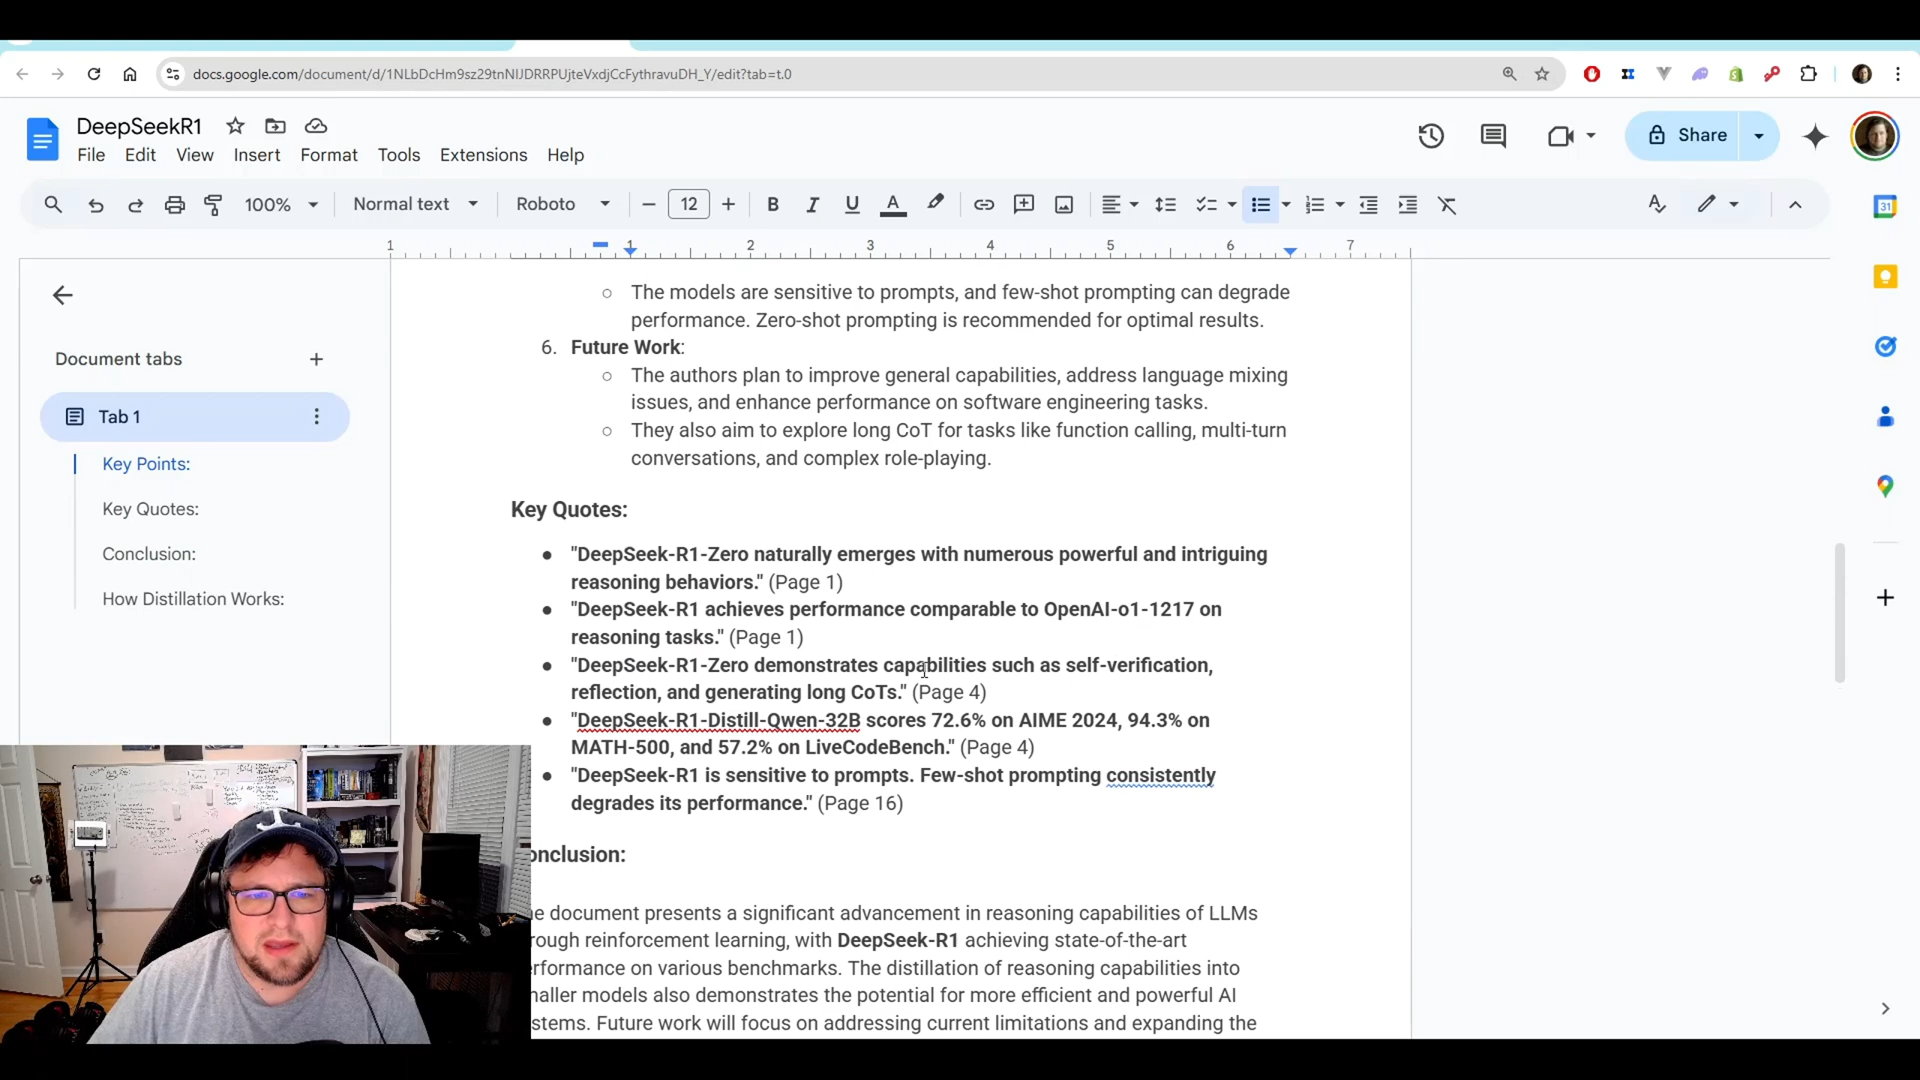 docs.google.com/document/d/1NLbDcHm9sz29tnNIJDRRPUjteVxdjCcFythravuDH_Y/edit?tab=t.0
DeepSeekR1
File Edit View Insert Format Tools Extensions Help
Share
100% Normal text Roboto 12
1 1 2 3 4 5 6 7
Document tabs
Tab 1
Key Points:
Key Quotes:
Conclusion:
How Distillation Works:
The models are sensitive to prompts, and few-shot prompting can degrade
performance. Zero-shot prompting is recommended for optimal results.
6. Future Work:
The authors plan to improve general capabilities, address language mixing
issues, and enhance performance on software engineering tasks.
They also aim to explore long CoT for tasks like function calling, multi-turn
conversations, and complex role-playing.
Key Quotes:
"DeepSeek-R1-Zero naturally emerges with numerous powerful and intriguing
reasoning behaviors." (Page 1)
"DeepSeek-R1 achieves performance comparable to OpenAI-o1-1217 on
reasoning tasks." (Page 1)
"DeepSeek-R1-Zero demonstrates capabilities such as self-verification,
reflection, and generating long CoTs." (Page 4)
"DeepSeek-R1-Distill-Qwen-32B scores 72.6% on AIME 2024, 94.3% on
MATH-500, and 57.2% on LiveCodeBench." (Page 4)
"DeepSeek-R1 is sensitive to prompts. Few-shot prompting consistently
degrades its performance." (Page 16)
onclusion:
e document presents a significant advancement in reasoning capabilities of LLMs
rough reinforcement learning, with DeepSeek-R1 achieving state-of-the-art
rformance on various benchmarks. The distillation of reasoning capabilities into
naller models also demonstrates the potential for more efficient and powerful AI
stems. Future work will focus on addressing current limitations and expanding the